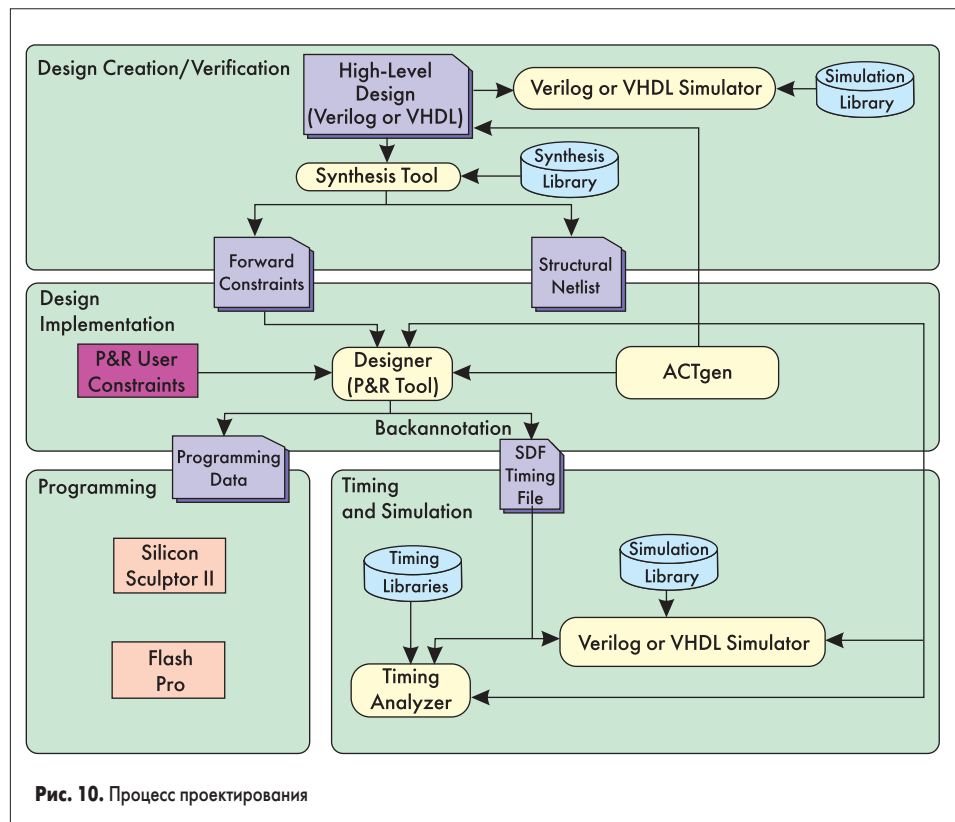 Design Creation/Verification
High-Level
Design
(Verilog or VHDL)
Verilog or VHDL Simulator
Simulation
Library
Synthesis Tool
Synthesis
Library
Forward
Constraints
Structural
Netlist
Design
Implementation
P&R User
Constraints
Designer
(P&R Tool)
ACTgen
Backannotation
Programming
Data
SDF
Timing
File
Programming
Silicon
Sculptor II
Flash
Pro
Timing
and Simulation
Timing
Libraries
Simulation
Library
Verilog or VHDL Simulator
Timing
Analyzer
Рис. 10. Процесс проектирования